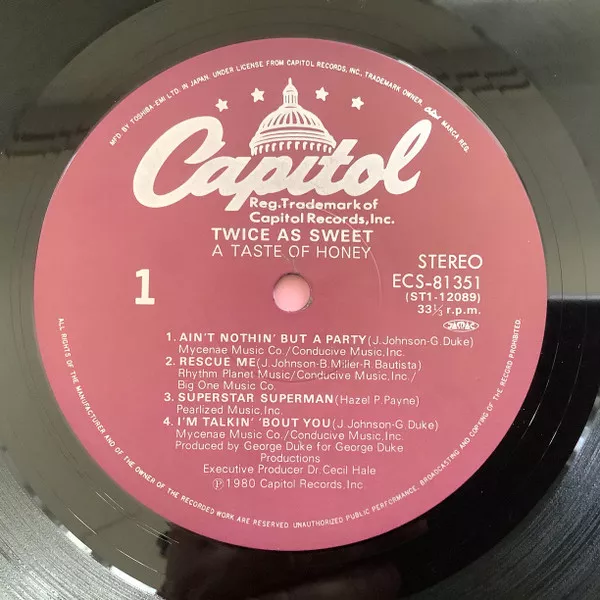 MFD. BY TOSHIBA-EMI LTD. IN JAPAN. UNDER LICENSE FROM CAPITOL RECORDS, INC., TRADEMARK OWNER. also MARCA REG.
Capitol
Reg. Trademark of
Capitol Records, Inc.
TWICE AS SWEET
A TASTE OF HONEY
1
STEREO
ECS-81351
(ST1-12089)
33⅓ r.p.m.
JASRAC
1. AIN'T NOTHIN' BUT A PARTY (J. Johnson-G. Duke)
Mycenae Music Co./Conducive Music, Inc.
2. RESCUE ME (J. Johnson-B. Miller-R. Bautista)
Rhythm Planet Music/Conducive Music, Inc./
Big One Music Co.
3. SUPERSTAR SUPERMAN (Hazel P Payne)
Pearlized Music, Inc.
4. I'M TALKIN' 'BOUT YOU (J. Johnson-G Duke)
Mycenae Music Co./Conducive Music, Inc.
Produced by George Duke for George Duke
Productions
Executive Producer Dr. Cecil Hale
Ⓟ 1980 Capitol Records, Inc.
ALL RIGHTS OF THE MANUFACTURER AND OF THE OWNER OF THE RECORDED WORK ARE RESERVED. UNAUTHORIZED PUBLIC PERFORMANCE, BROADCASTING AND COPYING OF THE RECORD PROHIBITED.